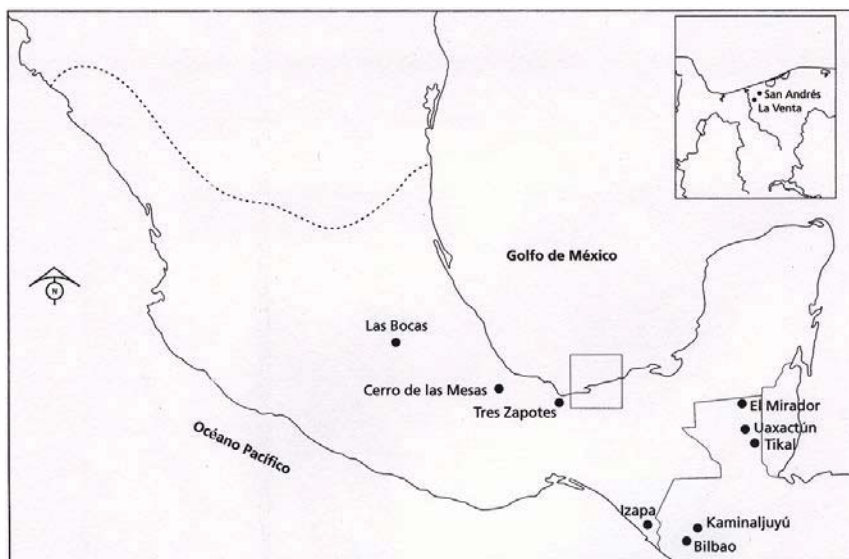 San Andrés
La Venta
Golfo de México
N
Las Bocas
Cerro de las Mesas
Tres Zapotes
El Mirador
Uaxactún
Tikal
Océano Pacífico
Izapa
Kaminaljuyú
Bilbao